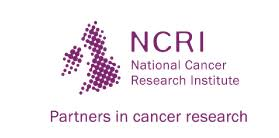 NCRI
National Cancer
Research Institute
Partners in cancer research